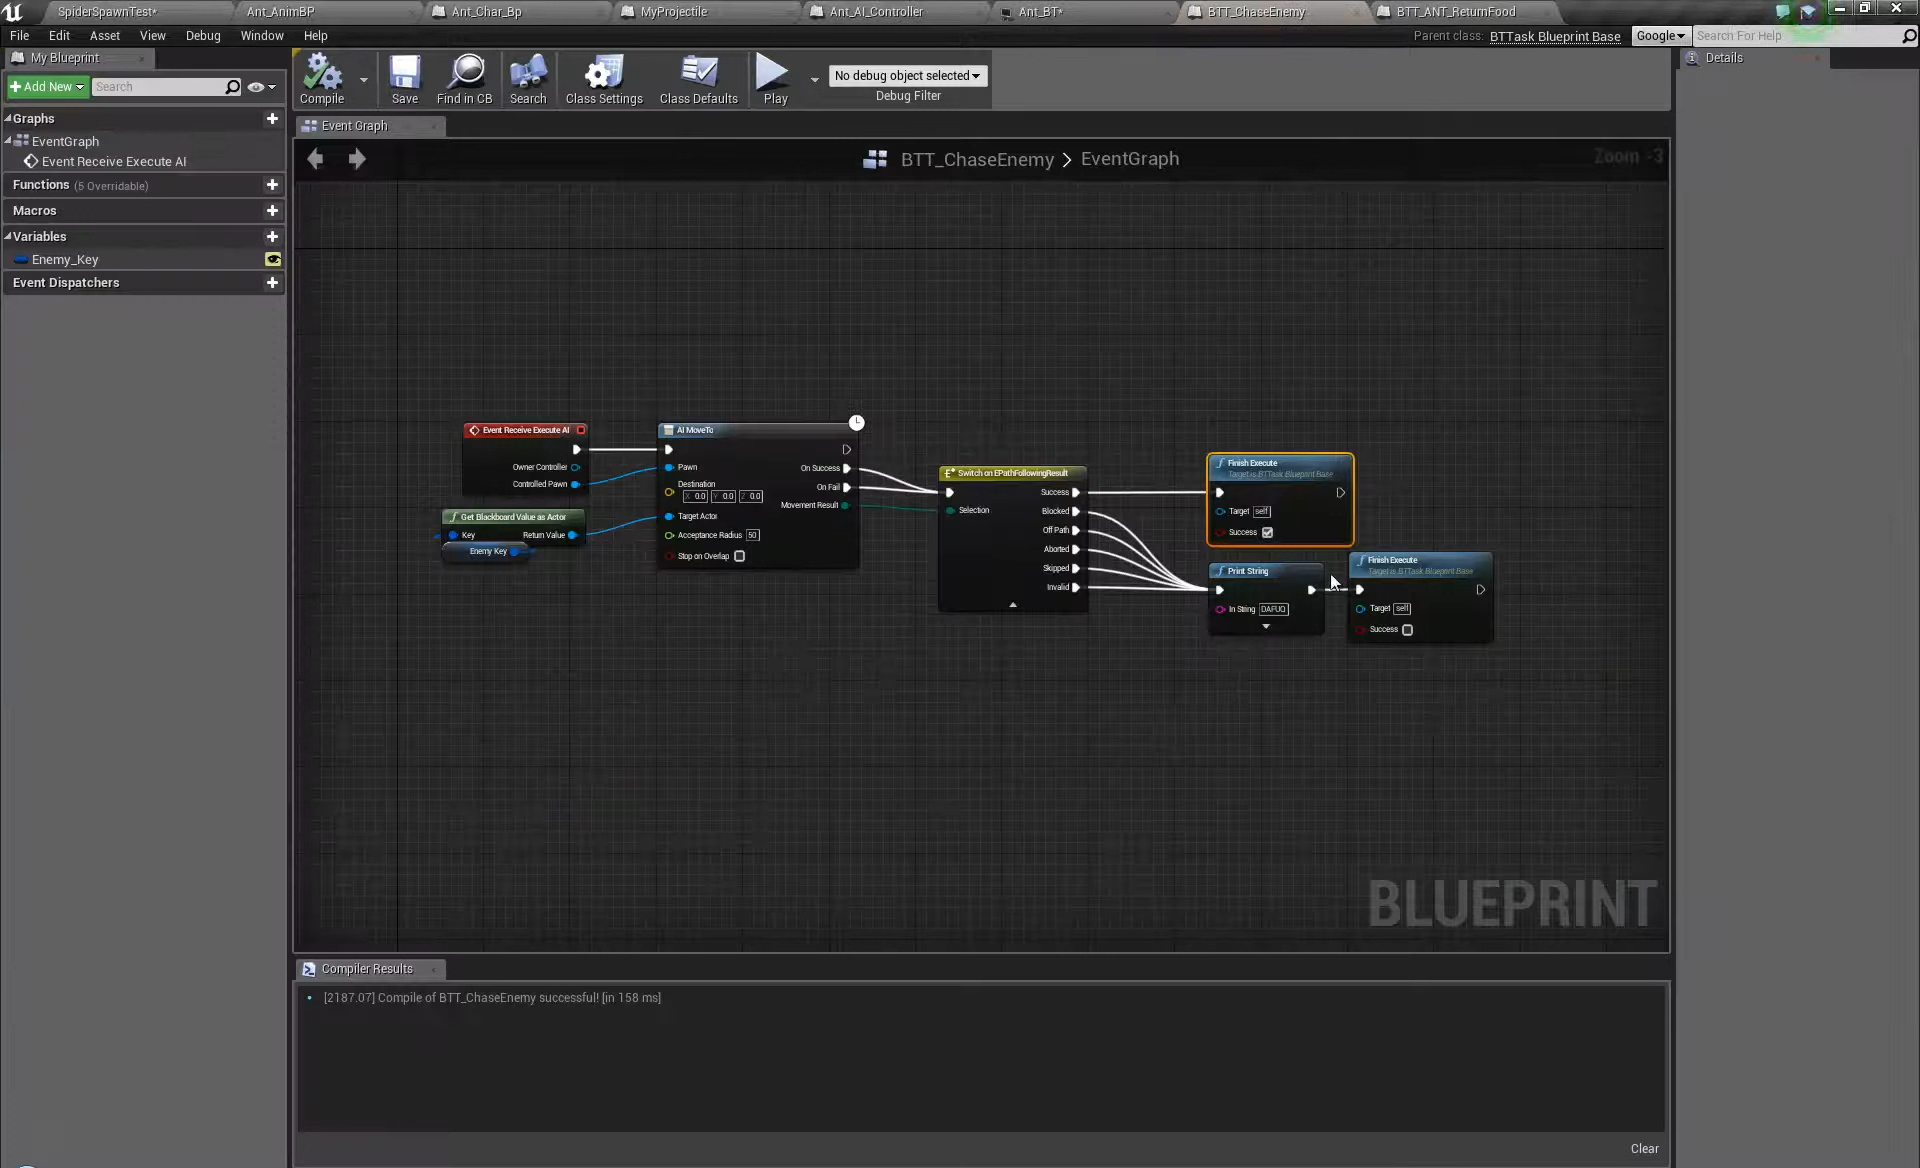 SpiderSpawnTest*
Ant_AnimBP
Ant_Char_Bp
MyProjectile
Ant_AI_Controller
Ant_BT*
BTT_ChaseEnemy
BTT_ANT_ReturnFood
File Edit Asset View Debug Window Help
Parent class: BTTask Blueprint Base
Google
Search For Help
My Blueprint
Add New
Search
Compile
Save
Find in CB
Search
Class Settings
Class Defaults
Play
No debug object selected
Debug Filter
Details
Graphs
EventGraph
Event Receive Execute AI
Functions (5 Overridable)
Macros
Variables
Enemy_Key
Event Dispatchers
Event Graph
BTT_ChaseEnemy > EventGraph
Zoom -3
Event Receive Execute AI
Owner Controller
Controlled Pawn
Get Blackboard Value as Actor
Key Return Value
Enemy Key
AI MoveTo
Pawn
On Success
Destination
On Fail
X 0.0 Y 0.0 Z 0.0
Movement Result
Target Actor
Acceptance Radius 50
Stop on Overlap
Switch on EPathFollowingResult
Success
Selection
Blocked
Off Path
Aborted
Skipped
Invalid
Finish Execute
Target is BTTask Blueprint Base
Target self
Success
Print String
In String DAFUQ
Finish Execute
Target is BTTask Blueprint Base
Target self
Success
BLUEPRINT
Compiler Results
[2187.07] Compile of BTT_ChaseEnemy successful! [in 158 ms]
Clear